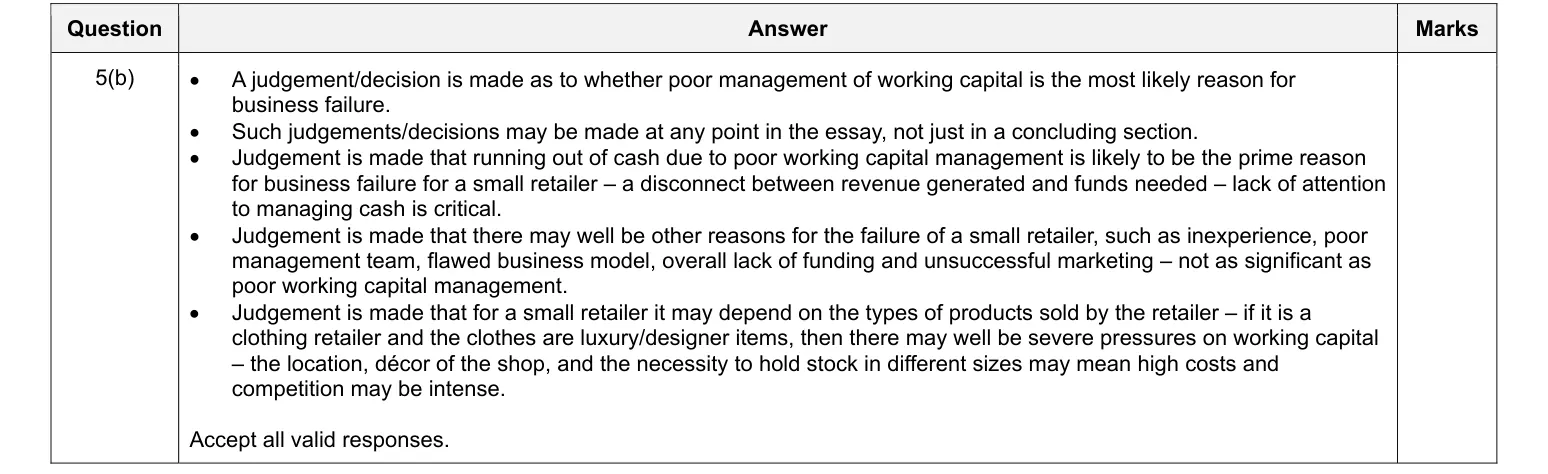 Question Answer Marks
5(b)
• A judgement/decision is made as to whether poor management of working capital is the most likely reason for
business failure.
• Such judgements/decisions may be made at any point in the essay, not just in a concluding section.
• Judgement is made that running out of cash due to poor working capital management is likely to be the prime reason
for business failure for a small retailer – a disconnect between revenue generated and funds needed – lack of attention
to managing cash is critical.
• Judgement is made that there may well be other reasons for the failure of a small retailer, such as inexperience, poor
management team, flawed business model, overall lack of funding and unsuccessful marketing – not as significant as
poor working capital management.
• Judgement is made that for a small retailer it may depend on the types of products sold by the retailer – if it is a
clothing retailer and the clothes are luxury/designer items, then there may well be severe pressures on working capital
– the location, décor of the shop, and the necessity to hold stock in different sizes may mean high costs and
competition may be intense.
Accept all valid responses.